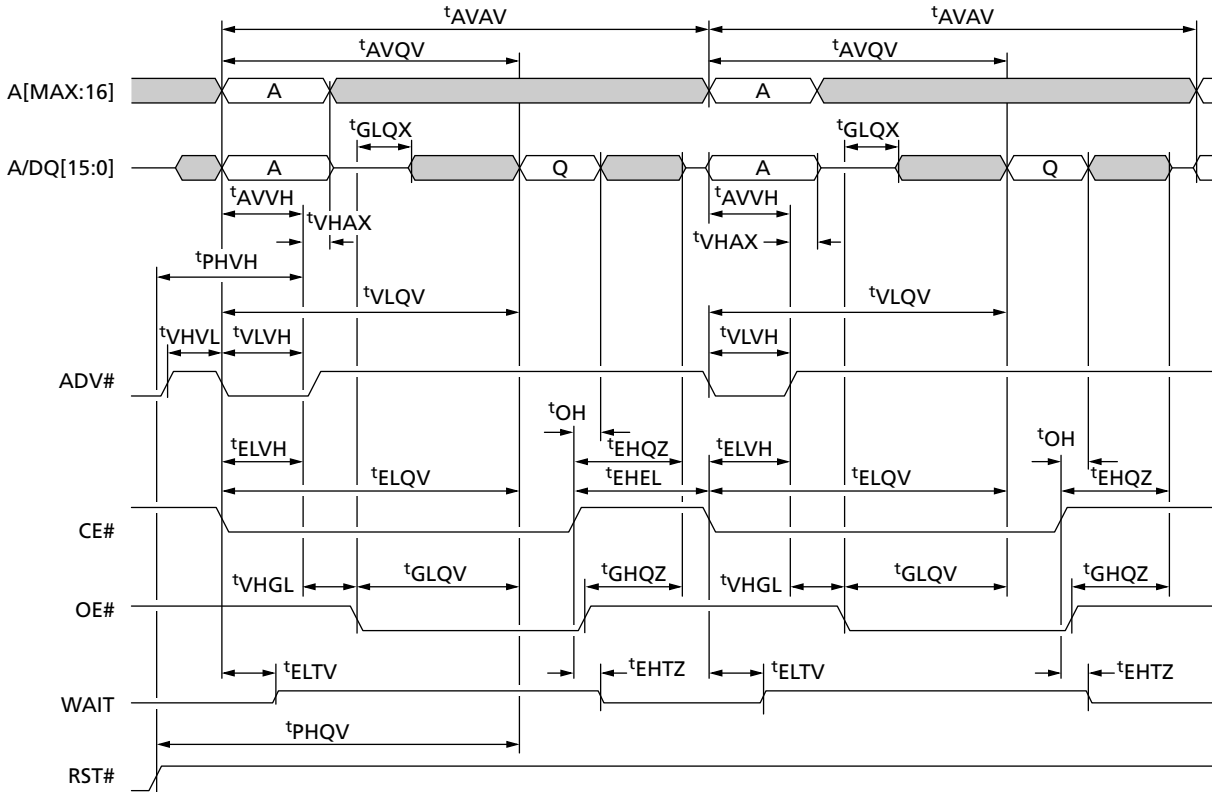 tAVAV tAVAV
tAVQV tAVQV
A[MAX:16] A A
tGLQX tGLQX
A/DQ[15:0] A Q A Q
tAVVH tAVVH
tVHAX tVHAX
tPHVH
tVLQV tVLQV
tVHVL tVLVH tVLVH
ADV#
tOH tOH
tELVH tEHQZ tELVH
tELQV tEHEL tELQV tEHQZ
CE#
tVHGL tGLQV tGHQZ tVHGL tGLQV tGHQZ
OE#
tELTV tEHTZ tELTV tEHTZ
WAIT
tPHQV
RST#